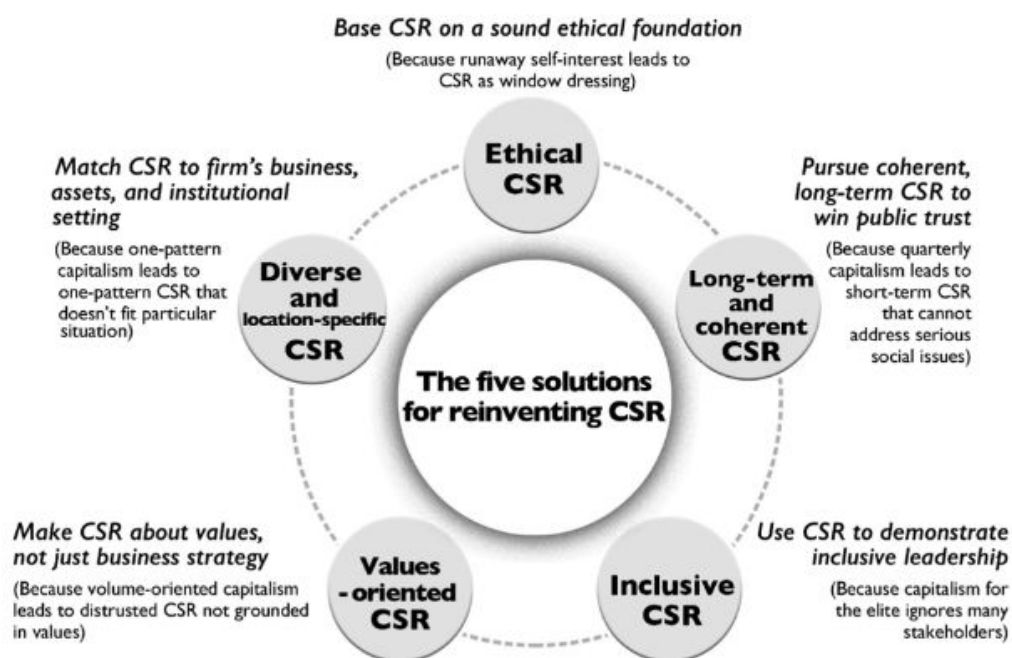 Base CSR on a sound ethical foundation
(Because runaway self-interest leads to
CSR as window dressing)
Ethical
CSR
Match CSR to firm's business,
assets, and institutional
setting
(Because one-pattern
capitalism leads to
one-pattern CSR that
doesn't fit particular
situation)
Diverse
and
location-specific
CSR
Pursue coherent,
long-term CSR to
win public trust
(Because quarterly
capitalism leads to
short-term CSR
that cannot
address serious
social issues)
Long-term
and
coherent
CSR
The five solutions
for reinventing CSR
Make CSR about values,
not just business strategy
(Because volume-oriented capitalism
leads to distrusted CSR not grounded
in values)
Values
-oriented
CSR
Inclusive
CSR
Use CSR to demonstrate
inclusive leadership
(Because capitalism for
the elite ignores many
stakeholders)